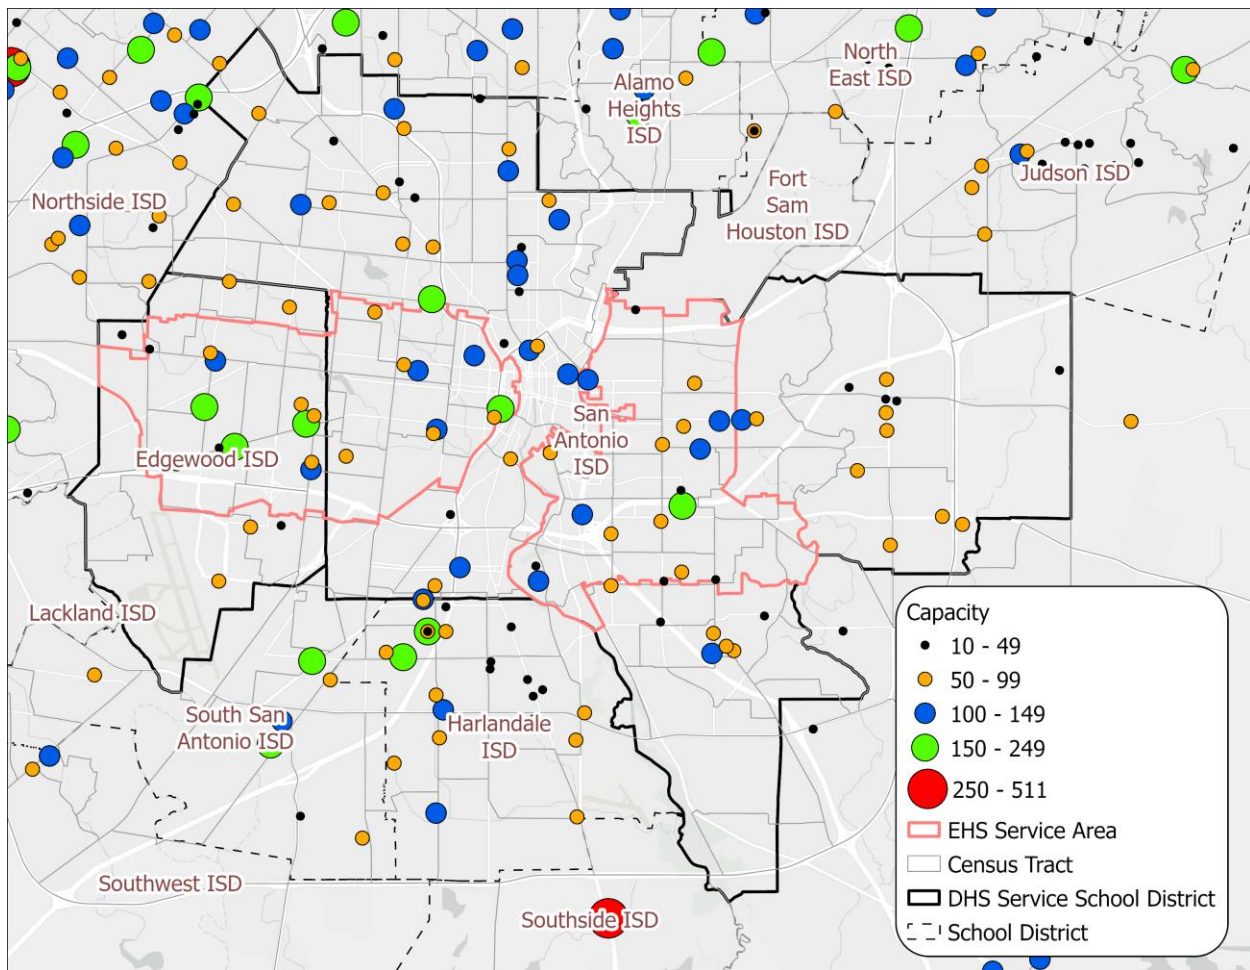 North
East ISD
Alamo
Heights
ISD
Judson ISD
Fort
Sam
Houston ISD
Northside ISD
San
Antonio
ISD
Edgewood ISD
Lackland ISD
South San
Antonio ISD
Harlandale
ISD
Southwest ISD
Southside ISD
Capacity
10 - 49
50 - 99
100 - 149
150 - 249
250 - 511
EHS Service Area
Census Tract
DHS Service School District
School District